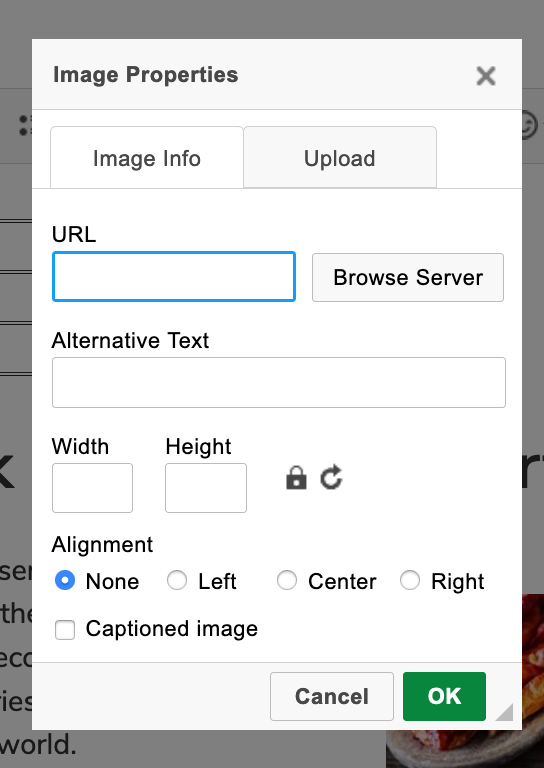 Image Properties
Image Info
Upload
URL
Browse Server
Alternative Text
Width
Height
Alignment
None
Left
Center
Right
Captioned image
Cancel
OK
world.